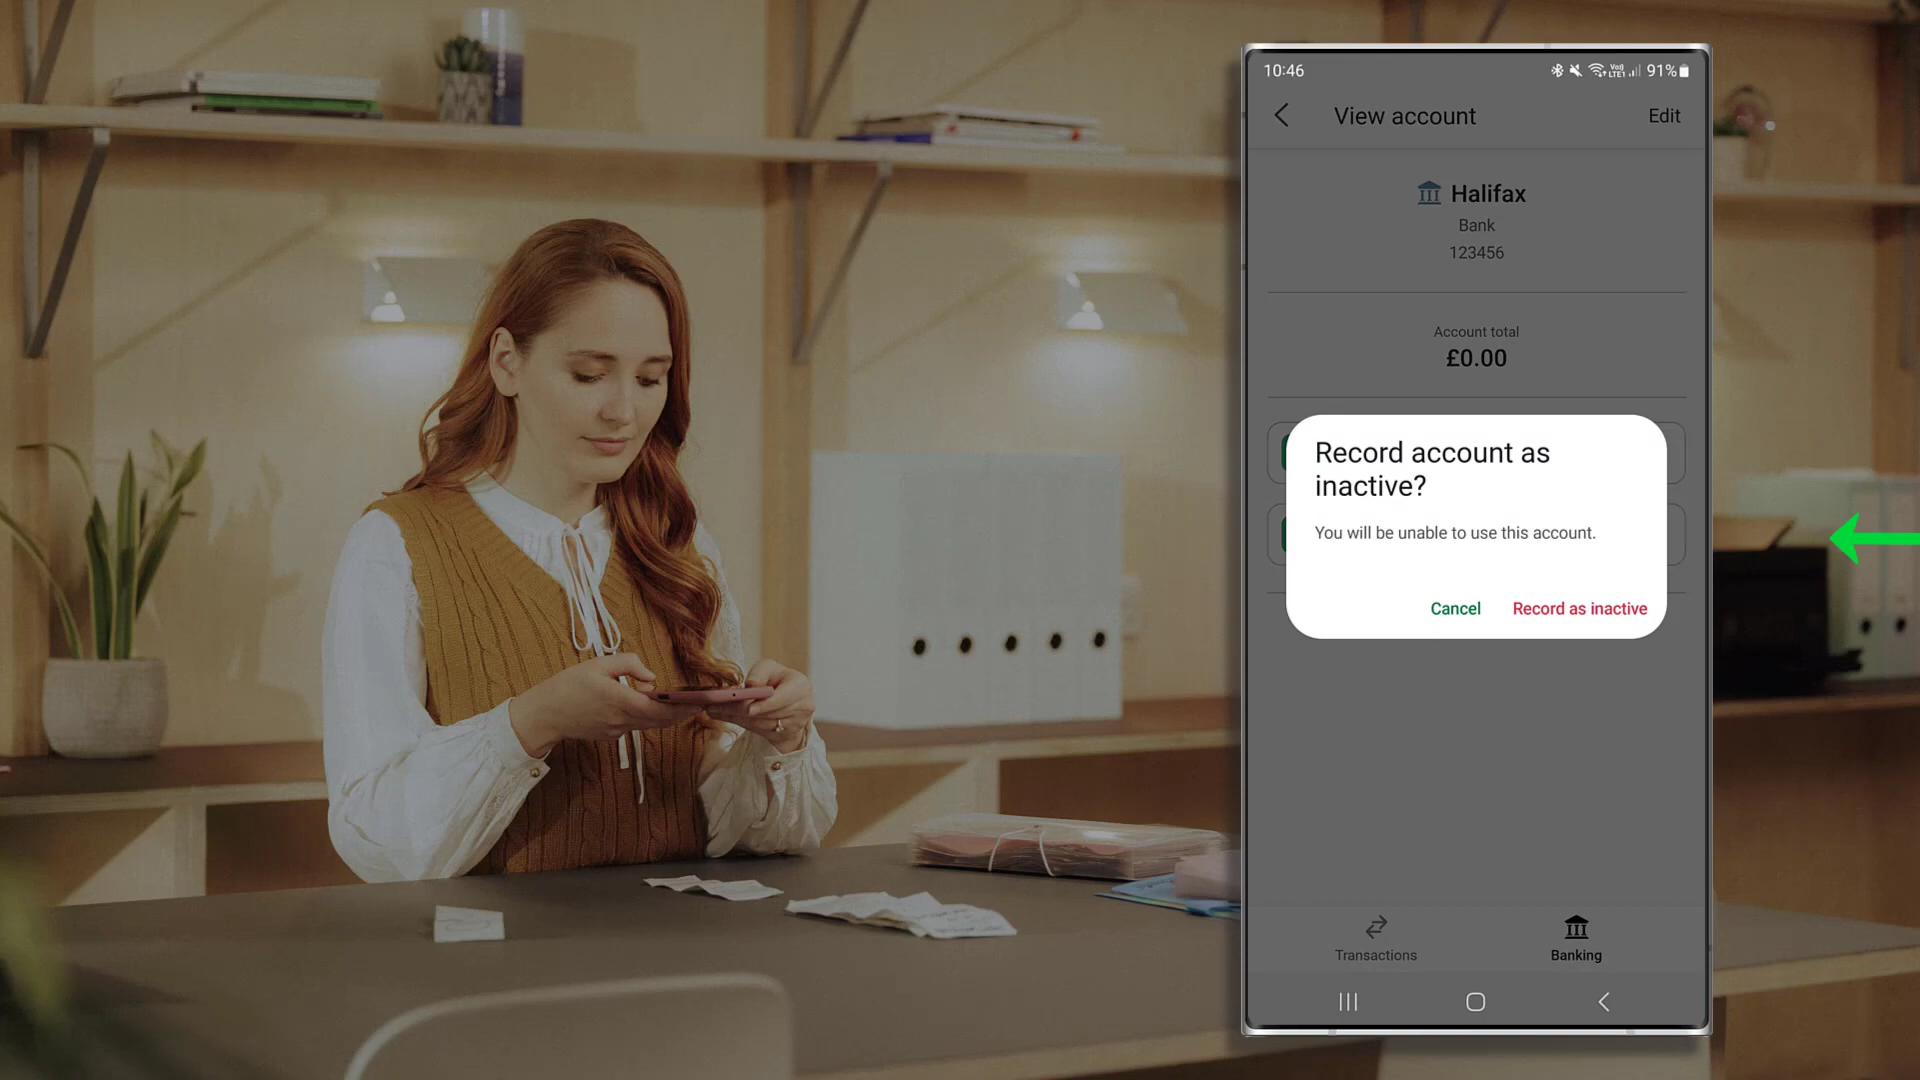 10:46
91%
View account
Edit
Halifax
Bank
123456
Account total
£0.00
Record account as
inactive?
You will be unable to use this account.
Cancel
Record as inactive
Transactions
Banking